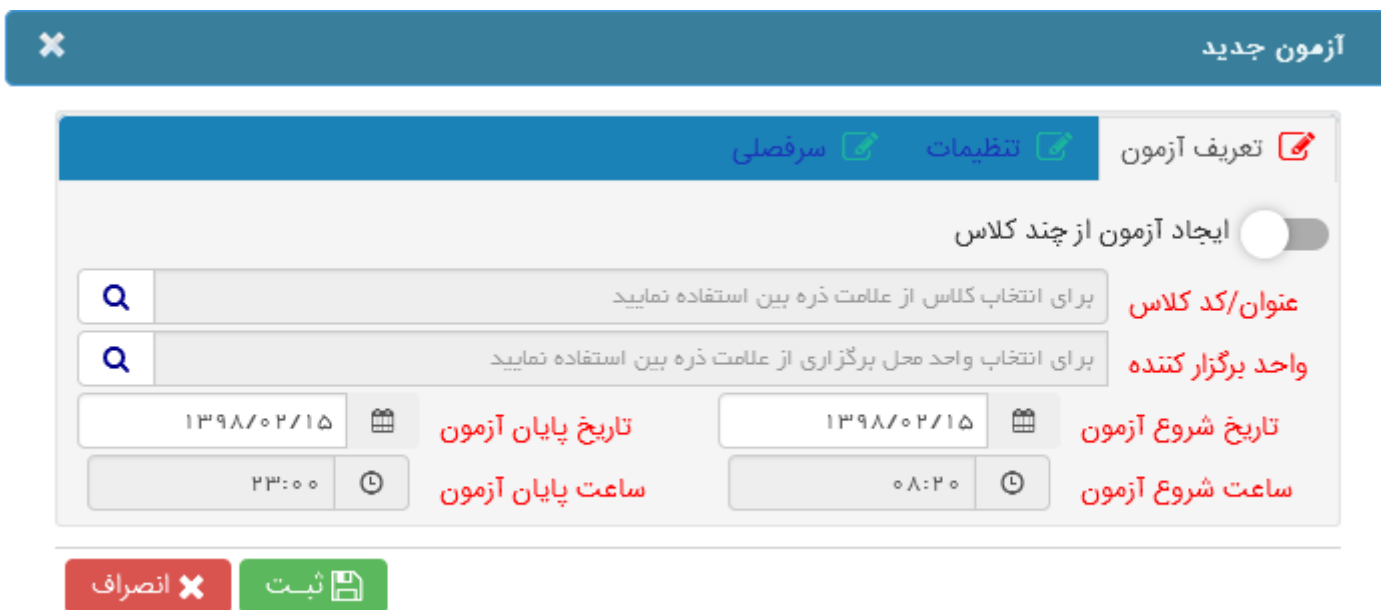 آزمون جدید
تعریف آزمون تنظیمات سرفصلی
ایجاد آزمون از چند کلاس
عنوان/کد کلاس برای انتخاب کلاس از علامت ذره بین استفاده نمایید
واحد برگزار کننده برای انتخاب واحد محل برگزاری از علامت ذره بین استفاده نمایید
تاریخ شروع آزمون ۱۳۹۸/۰۲/۱۵ تاریخ پایان آزمون ۱۳۹۸/۰۲/۱۵
ساعت شروع آزمون ۰۸:۲۰ ساعت پایان آزمون ۲۳:۰۰
ثبـــت انصراف